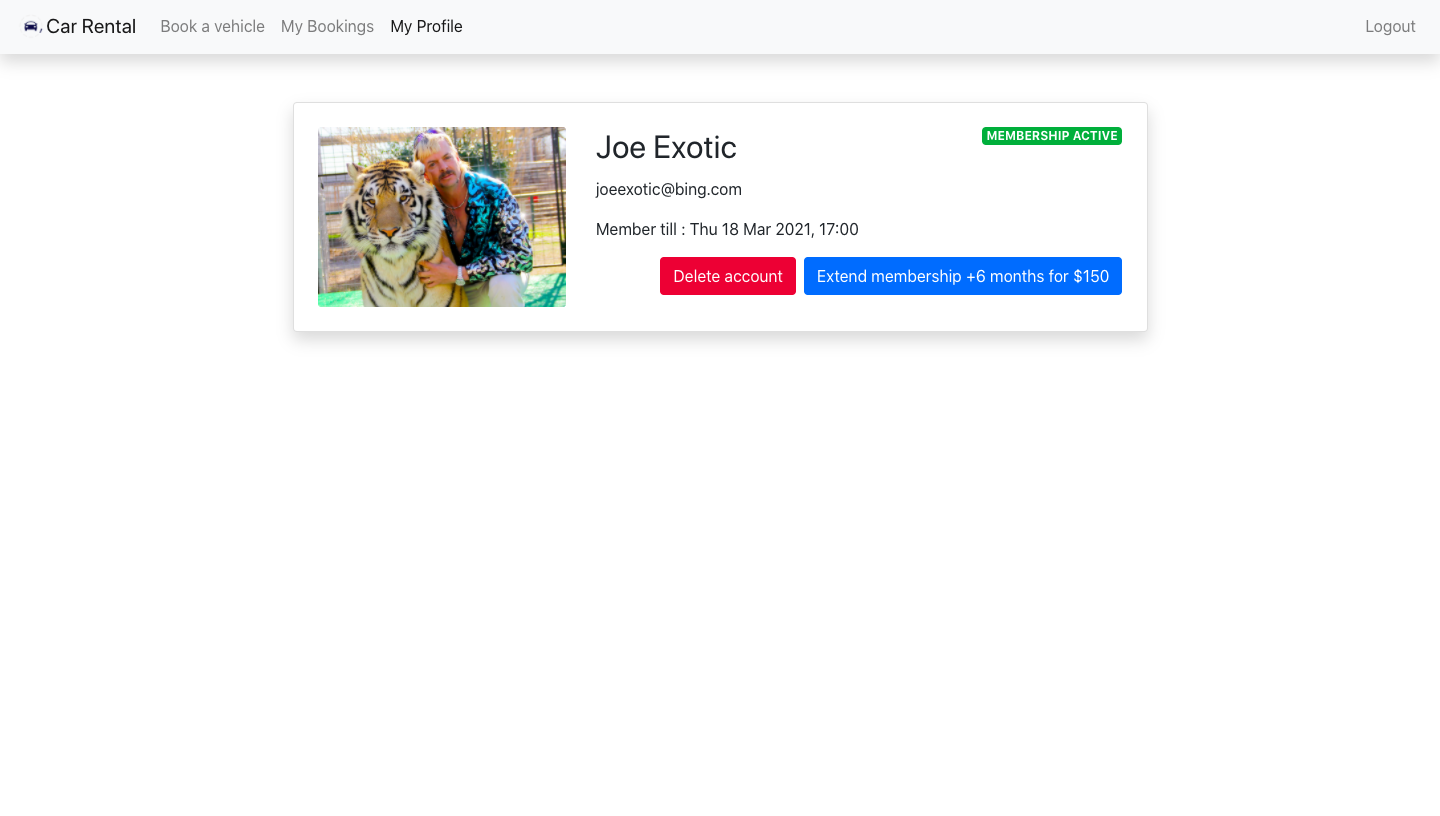 Car Rental Book a vehicle My Bookings My Profile Logout
Joe Exotic MEMBERSHIP ACTIVE
joeexotic@bing.com
Member till : Thu 18 Mar 2021, 17:00
Delete account Extend membership +6 months for $150